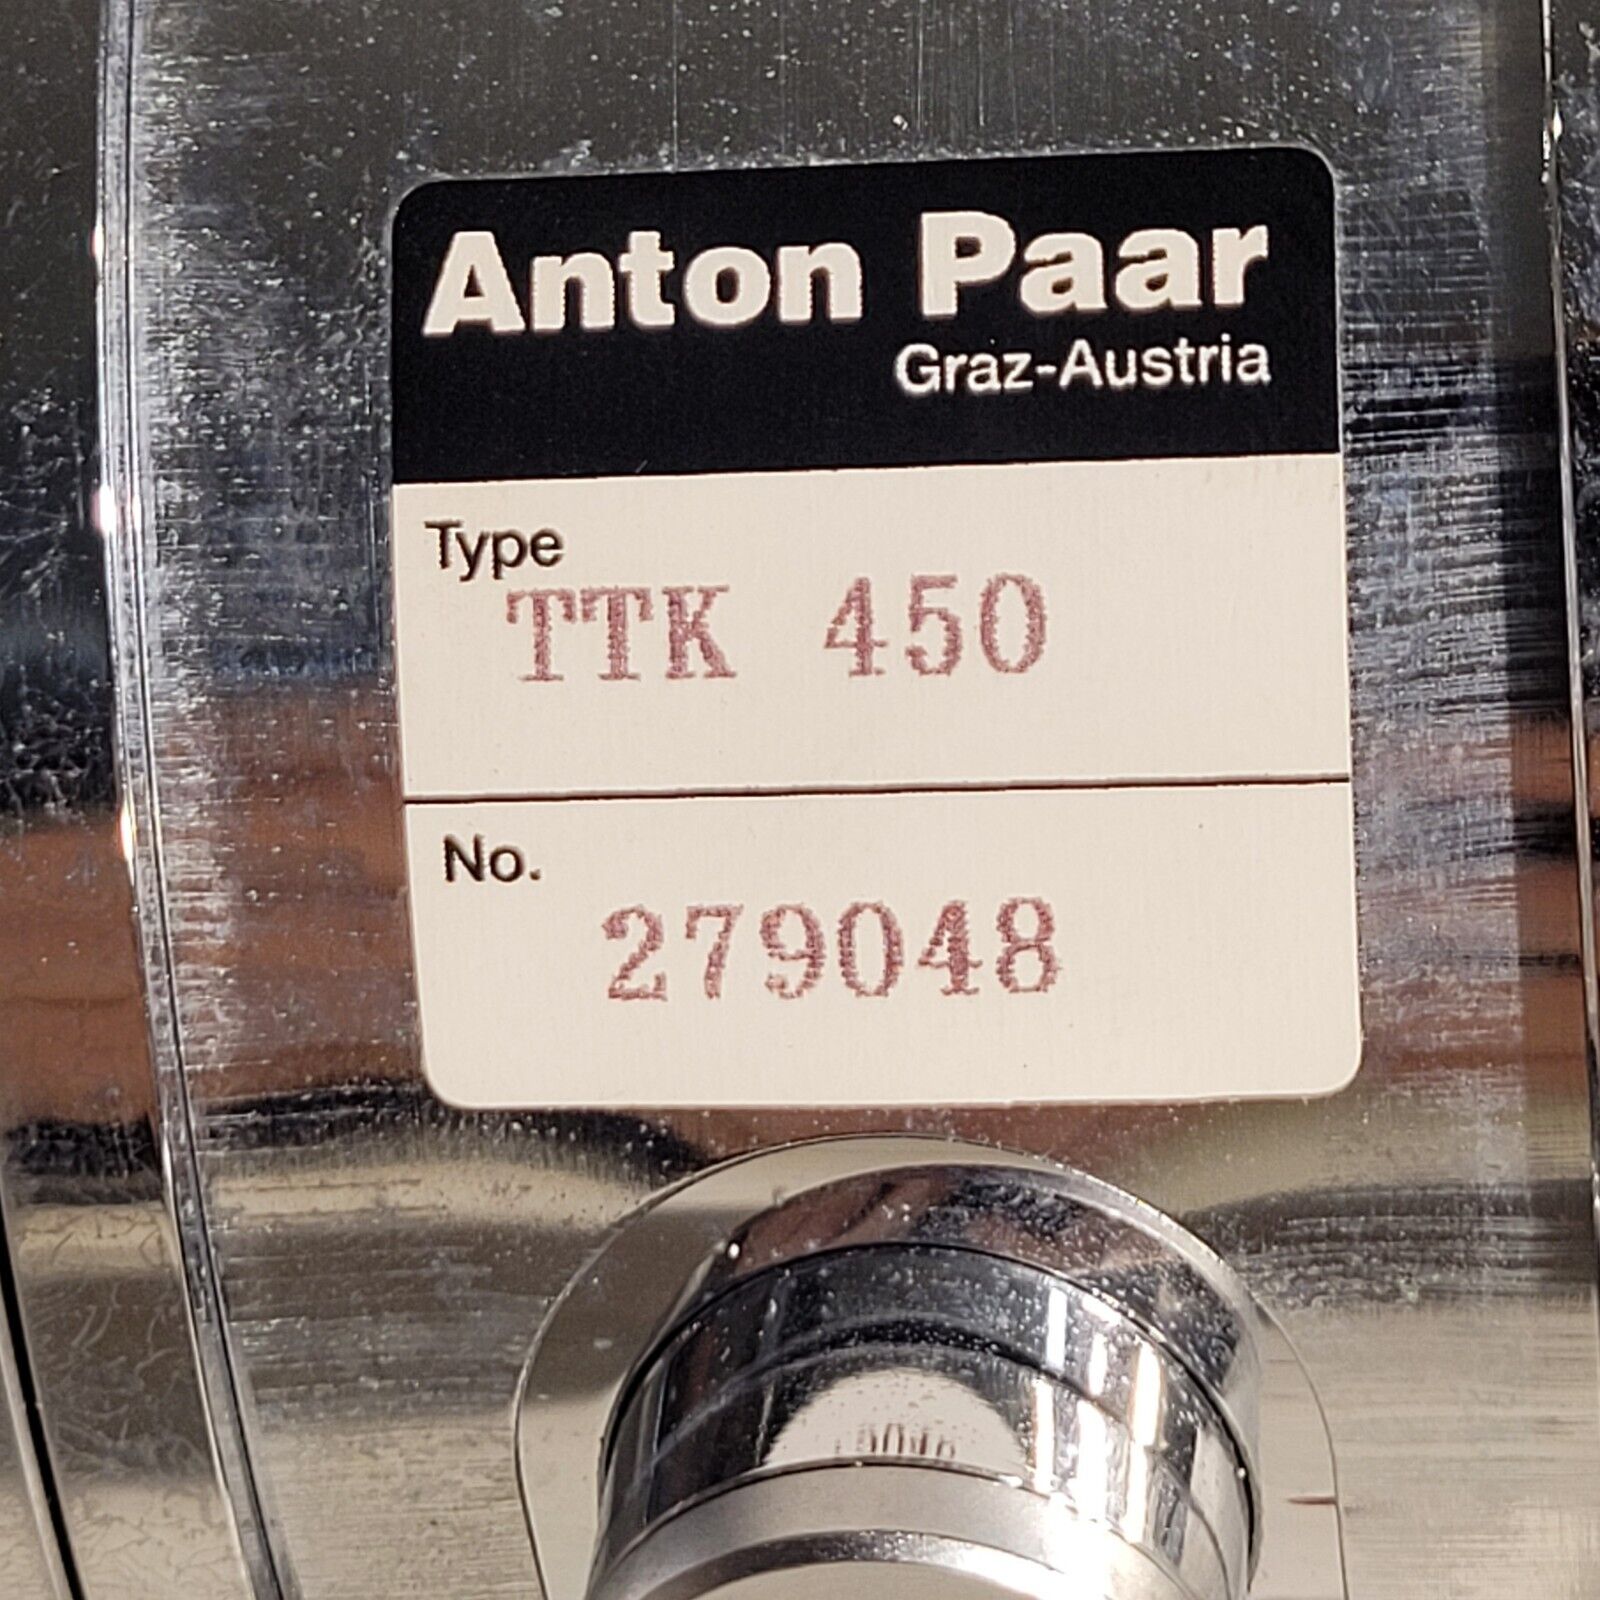 Anton Paar
Graz-Austria
Type
TTK 450
No.
279048